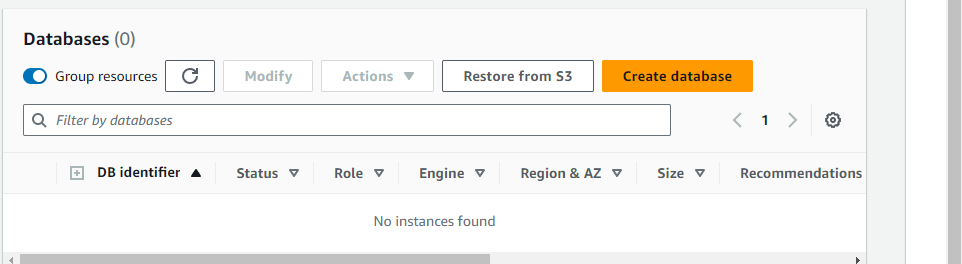 Databases (0)
Group resources Modify Actions Restore from S3 Create database
Filter by databases 1
DB identifier Status Role Engine Region & AZ Size Recommendations
No instances found